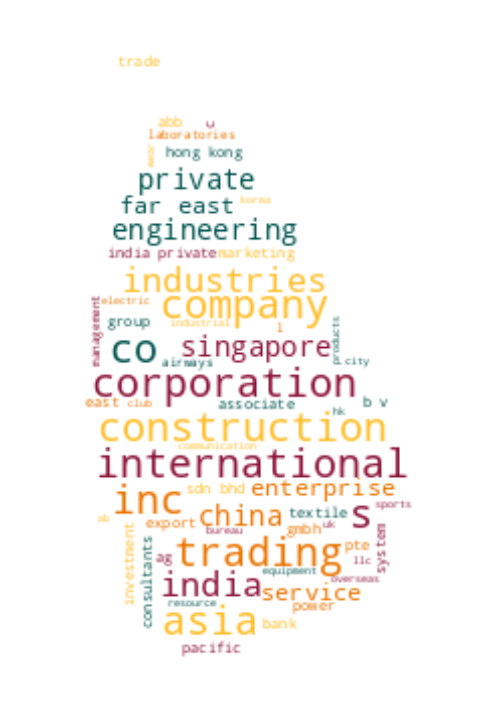 trade
abb
laboratories
hong kong
private
far east korea
engineering
india private marketing
industries
electric company
management
group industrial l
products
co singapore
airways city
corporation
east club associate b v
hk
construction
communication
international
sdn bhd enterprise
inc s sports
ab china textile
export gmbh uk
bureau
investment trading pte system
consultants ag llc
equipment
india overseas
service
resource power
asia bank
pacific